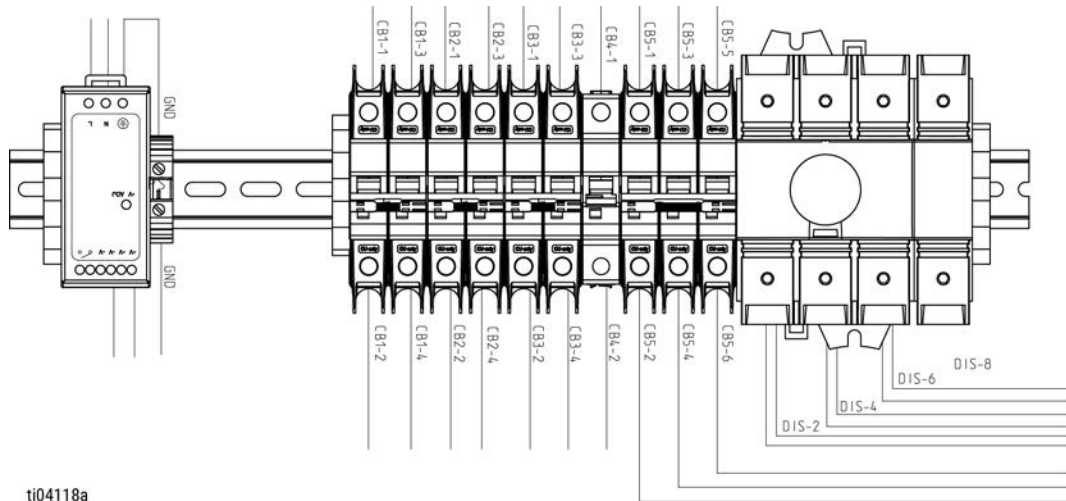 CB1-1
CB1-3
CB2-1
CB2-3
CB3-1
CB3-3
CB4-1
CB5-1
CB5-3
CB5-5
GND
L N
GND
CB1-2
CB1-4
CB2-2
CB2-4
CB3-2
CB3-4
CB4-2
CB5-2
CB5-4
CB5-6
DIS-8
DIS-6
DIS-4
DIS-2
ti04118a